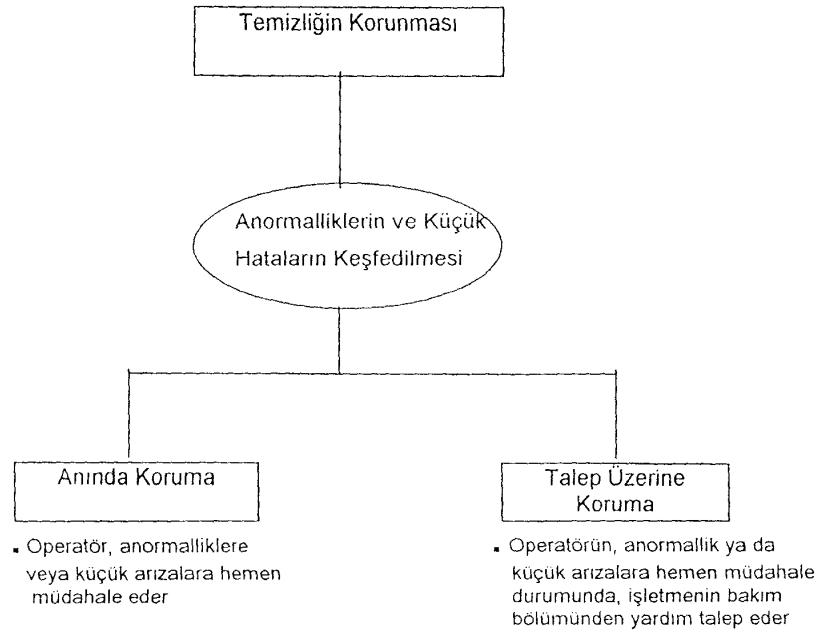 Temizliğin Korunması
Anormalliklerin ve Küçük
Hataların Keşfedilmesi
Anında Koruma
▪ Operatör, anormalliklere
veya küçük arızalara hemen
müdahale eder
Talep Üzerine
Koruma
▪ Operatörün, anormallik ya da
küçük arızalara hemen müdahale
durumunda, işletmenin bakım
bölümünden yardım talep eder